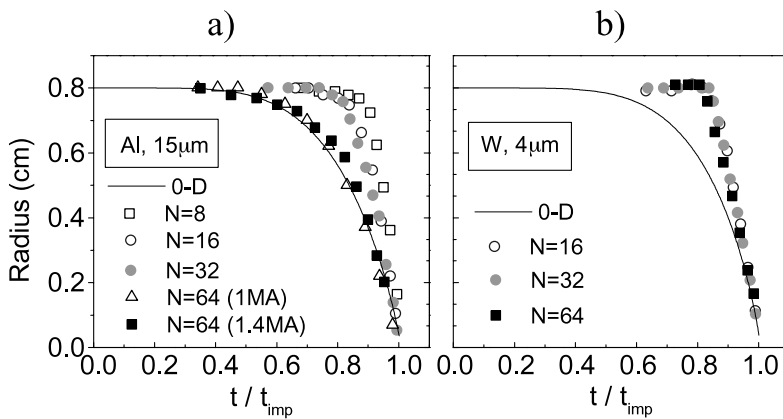 a)
b)
Radius (cm)
0.8
0.6
0.4
0.2
0.0
Al, 15μm
0-D
N=8
N=16
N=32
N=64 (1MA)
N=64 (1.4MA)
0.0 0.2 0.4 0.6 0.8 1.0
t / t_imp
W, 4μm
0-D
N=16
N=32
N=64
0.0 0.2 0.4 0.6 0.8 1.0
t / t_imp